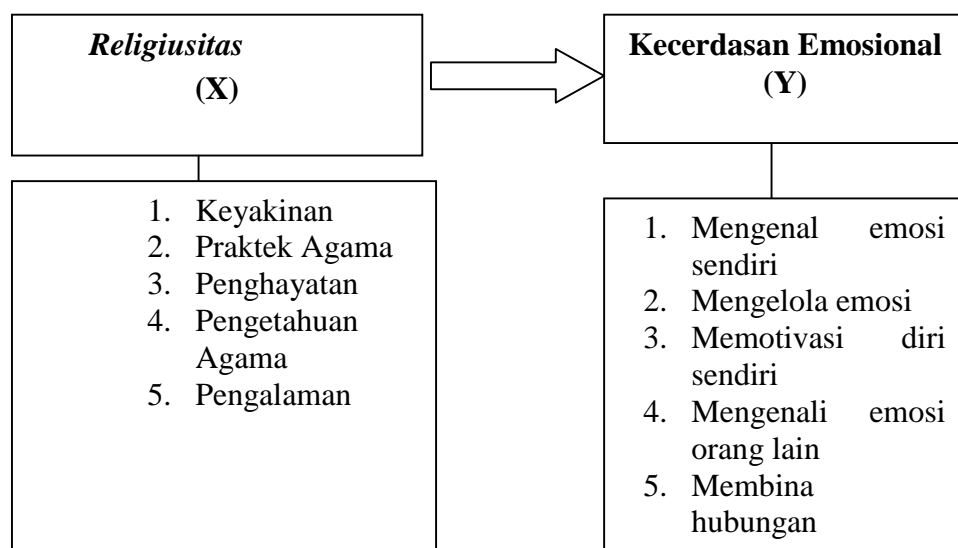 Religiusitas
(X)
Kecerdasan Emosional
(Y)
1. Keyakinan
2. Praktek Agama
3. Penghayatan
4. Pengetahuan
Agama
5. Pengalaman
1. Mengenal emosi
sendiri
2. Mengelola emosi
3. Memotivasi diri
sendiri
4. Mengenali emosi
orang lain
5. Membina
hubungan